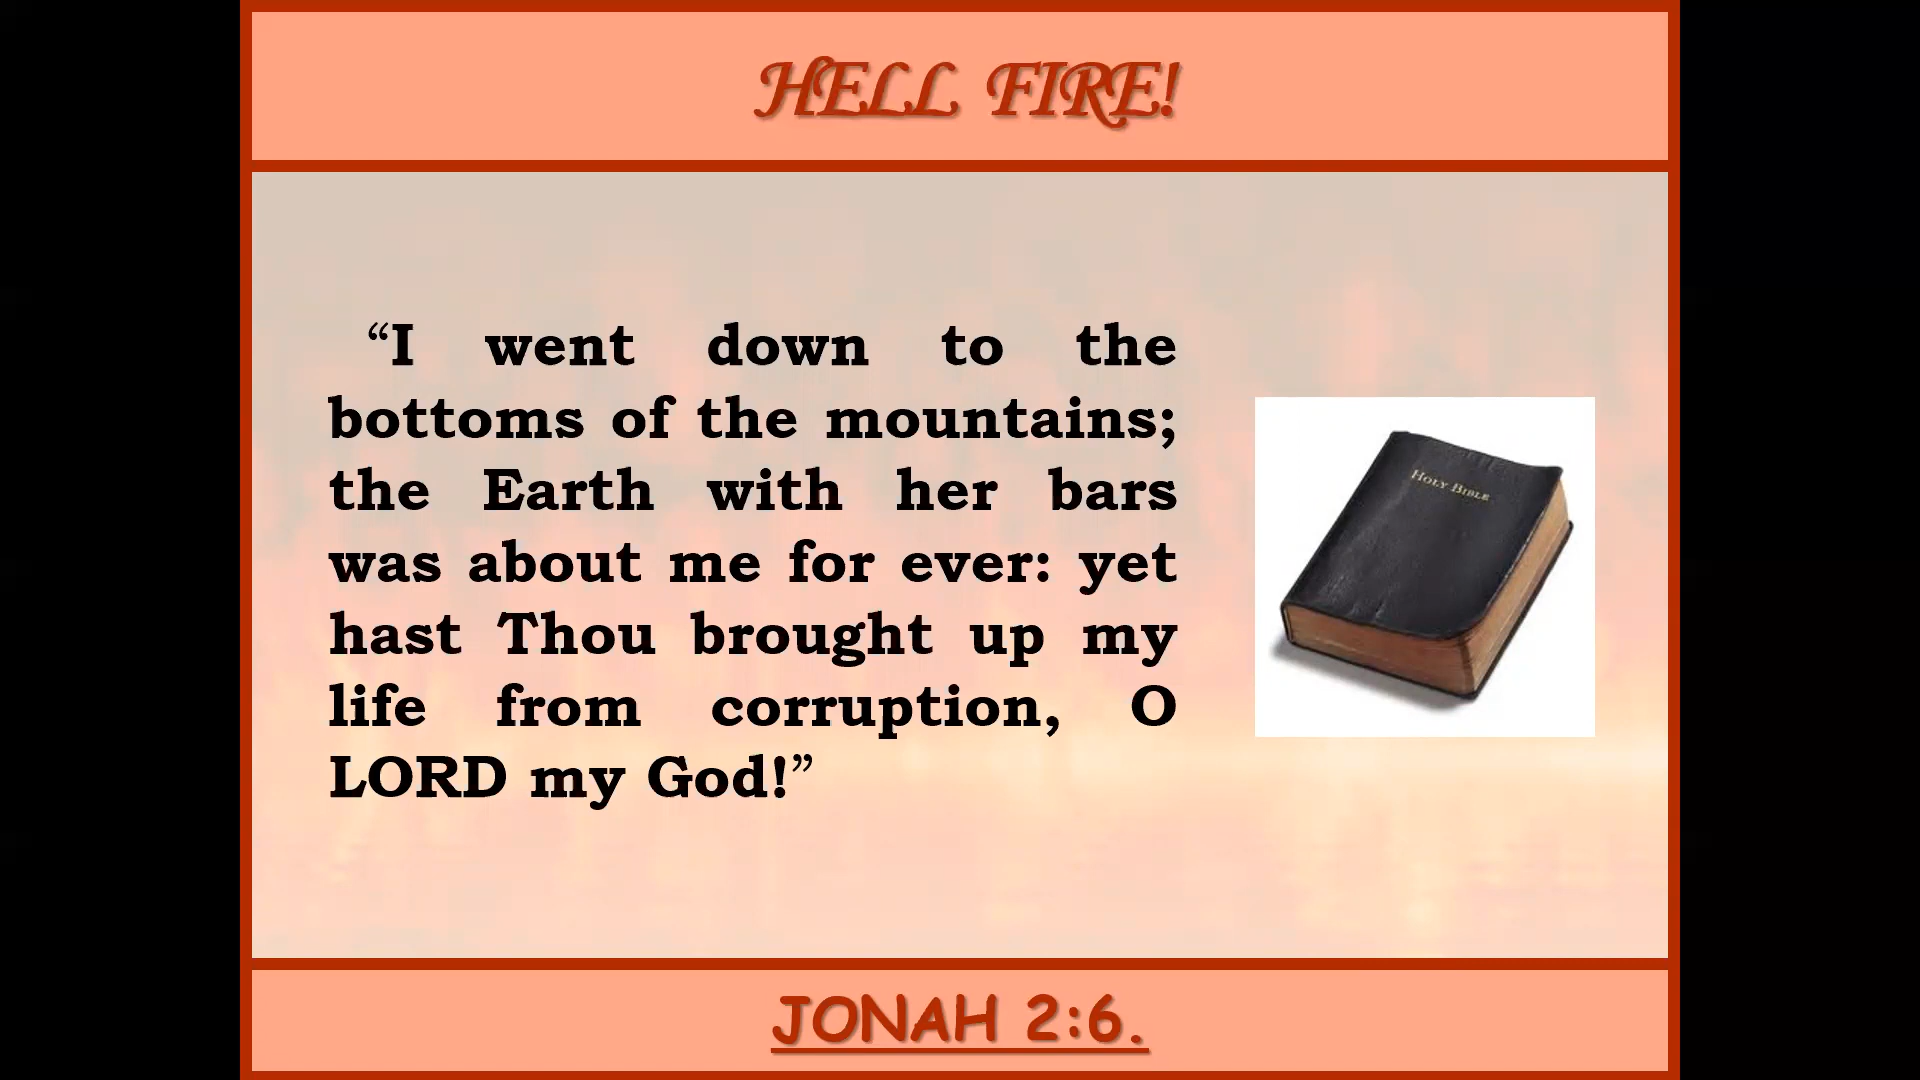 HELL FIRE!
“I went down to the
bottoms of the mountains;
the Earth with her bars
was about me for ever: yet
hast Thou brought up my
life from corruption, O
LORD my God!”
HOLY BIBLE
JONAH 2:6.